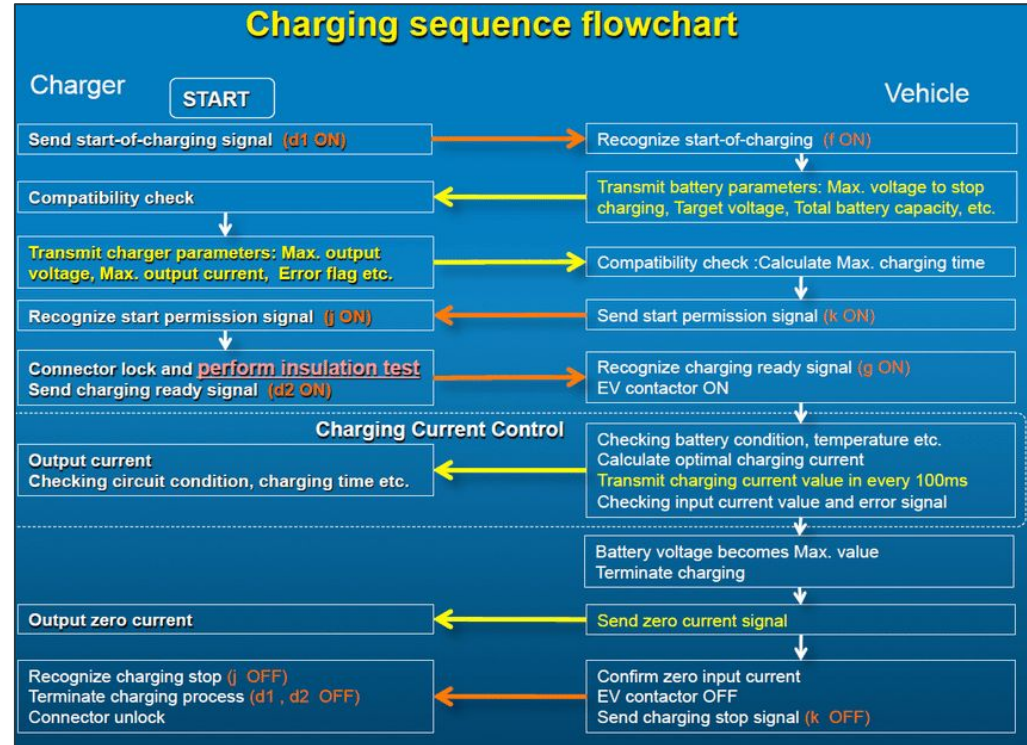 Charging sequence flowchart
Charger
START
Vehicle
Send start-of-charging signal (d1 ON)
Recognize start-of-charging (f ON)
Transmit battery parameters: Max. voltage to stop
charging, Target voltage, Total battery capacity, etc.
Compatibility check
Transmit charger parameters: Max. output
voltage, Max. output current, Error flag etc.
Compatibility check :Calculate Max. charging time
Recognize start permission signal (j ON)
Send start permission signal (k ON)
Connector lock and perform insulation test
Send charging ready signal (d2 ON)
Recognize charging ready signal (g ON)
EV contactor ON
Charging Current Control
Checking battery condition, temperature etc.
Calculate optimal charging current
Transmit charging current value in every 100ms
Checking input current value and error signal
Output current
Checking circuit condition, charging time etc.
Battery voltage becomes Max. value
Terminate charging
Output zero current
Send zero current signal
Recognize charging stop (j OFF)
Terminate charging process (d1 , d2 OFF)
Connector unlock
Confirm zero input current
EV contactor OFF
Send charging stop signal (k OFF)